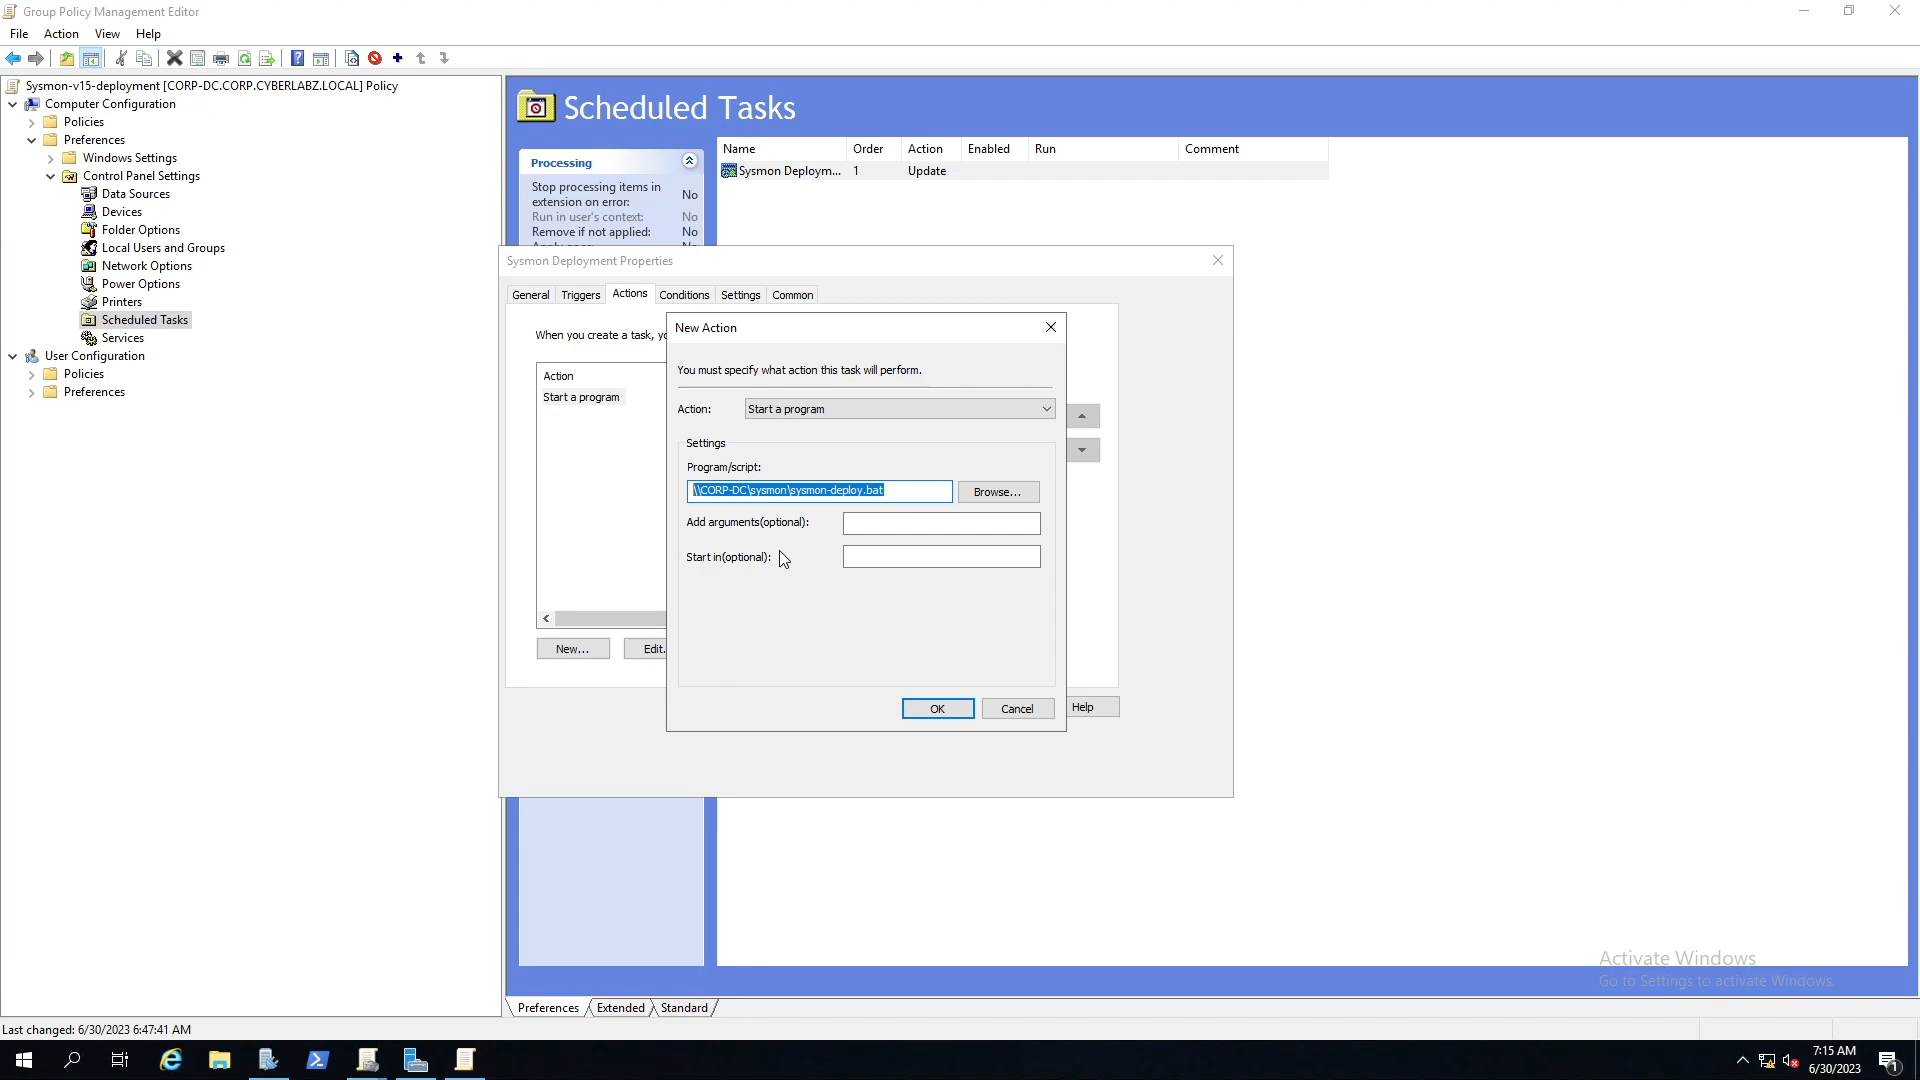 Group Policy Management Editor
File Action View Help
Sysmon-v15-deployment [CORP-DC.CORP.CYBERLABZ.LOCAL] Policy
Computer Configuration
Policies
Preferences
Windows Settings
Control Panel Settings
Data Sources
Devices
Folder Options
Local Users and Groups
Network Options
Power Options
Printers
Scheduled Tasks
Services
User Configuration
Policies
Preferences
Scheduled Tasks
Processing
Stop processing items in extension on error: No
Run in user's context: No
Remove if not applied: No
Name Order Action Enabled Run Comment
Sysmon Deploym... 1 Update
Sysmon Deployment Properties
General Triggers Actions Conditions Settings Common
When you create a task, yo
Action
Start a program
New...
Edit.
Help
New Action
You must specify what action this task will perform.
Action: Start a program
Settings
Program/script:
\\CORP-DC\sysmon\sysmon-deploy.bat Browse...
Add arguments(optional):
Start in(optional):
OK Cancel
Activate Windows
Go to Settings to activate Windows.
Preferences Extended Standard
Last changed: 6/30/2023 6:47:41 AM
7:15 AM
6/30/2023
1